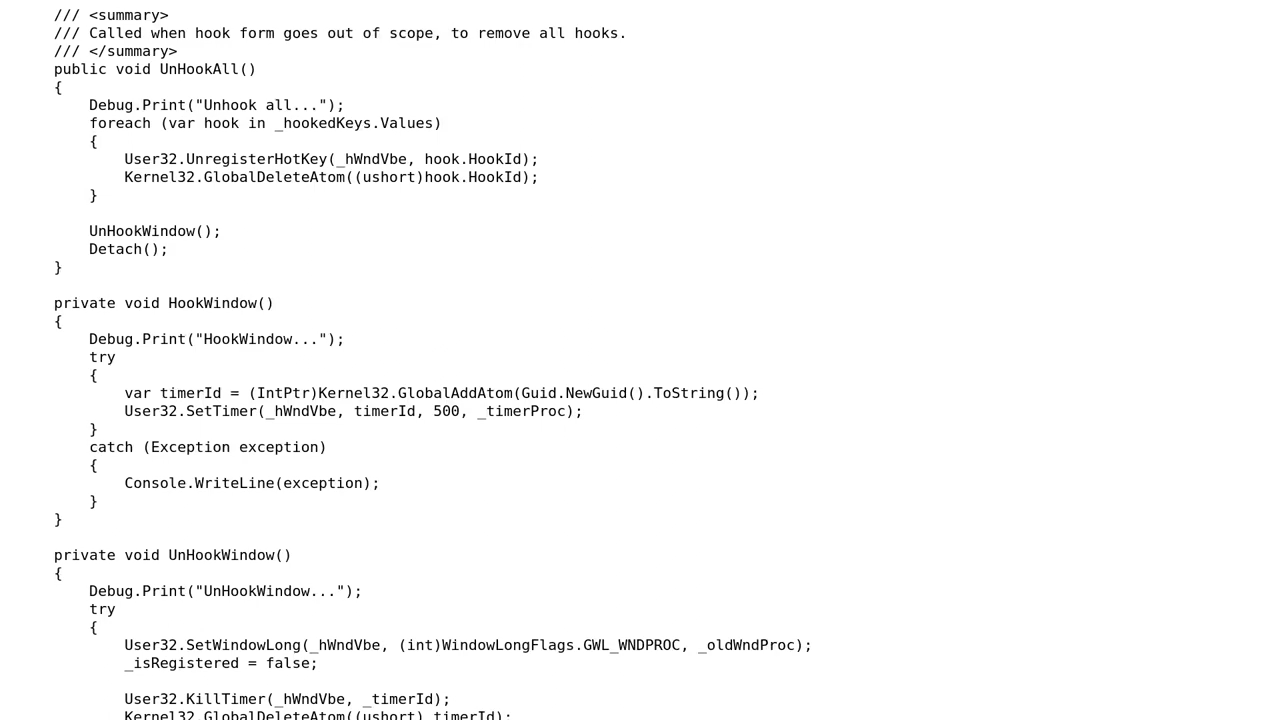 /// <summary>
/// Called when hook form goes out of scope, to remove all hooks.
/// </summary>
public void UnHookAll()
{
    Debug.Print("Unhook all...");
    foreach (var hook in _hookedKeys.Values)
    {
        User32.UnregisterHotKey(_hWndVbe, hook.HookId);
        Kernel32.GlobalDeleteAtom((ushort)hook.HookId);
    }

    UnHookWindow();
    Detach();
}

private void HookWindow()
{
    Debug.Print("HookWindow...");
    try
    {
        var timerId = (IntPtr)Kernel32.GlobalAddAtom(Guid.NewGuid().ToString());
        User32.SetTimer(_hWndVbe, timerId, 500, _timerProc);
    }
    catch (Exception exception)
    {
        Console.WriteLine(exception);
    }
}

private void UnHookWindow()
{
    Debug.Print("UnHookWindow...");
    try
    {
        User32.SetWindowLong(_hWndVbe, (int)WindowLongFlags.GWL_WNDPROC, _oldWndProc);
        _isRegistered = false;

        User32.KillTimer(_hWndVbe, _timerId);
        Kernel32.GlobalDeleteAtom((ushort)_timerId);